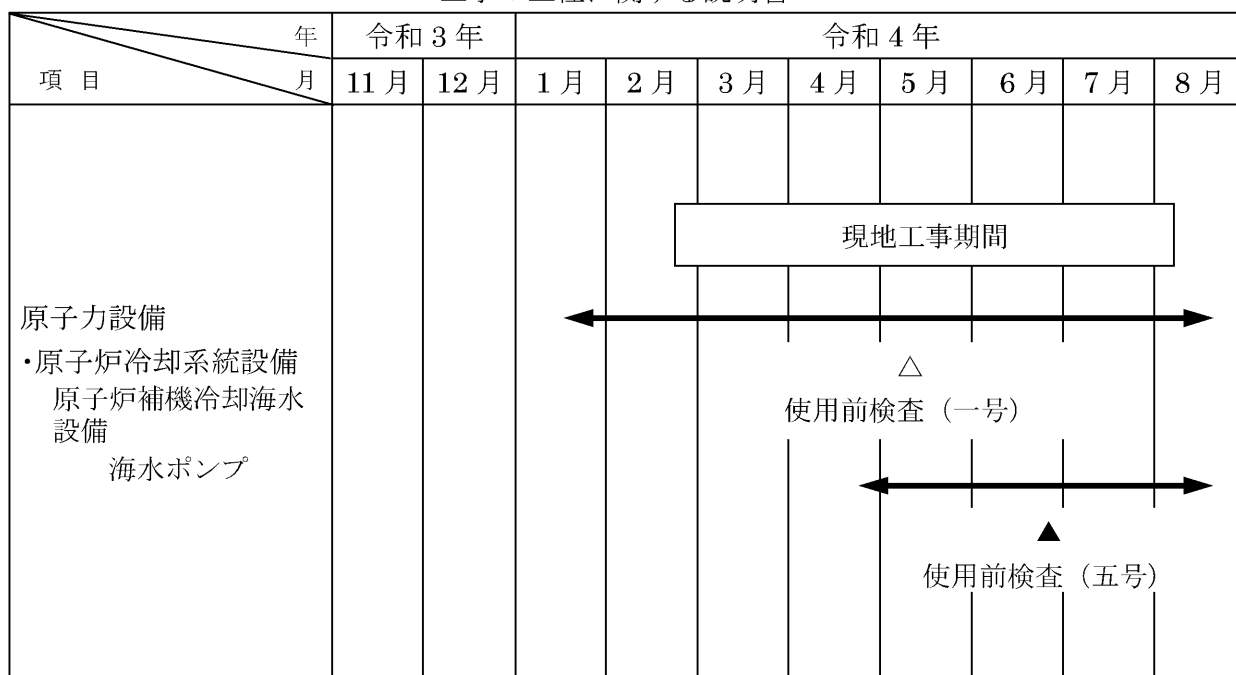 年 令和 3 年 令和 4 年
項 目 月 11 月 12 月 1 月 2 月 3 月 4 月 5 月 6 月 7 月 8 月
現地工事期間
原子力設備
・原子炉冷却系統設備
△
原子炉補機冷却海水
設備
使用前検査（一号）
海水ポンプ
▲
使用前検査（五号）